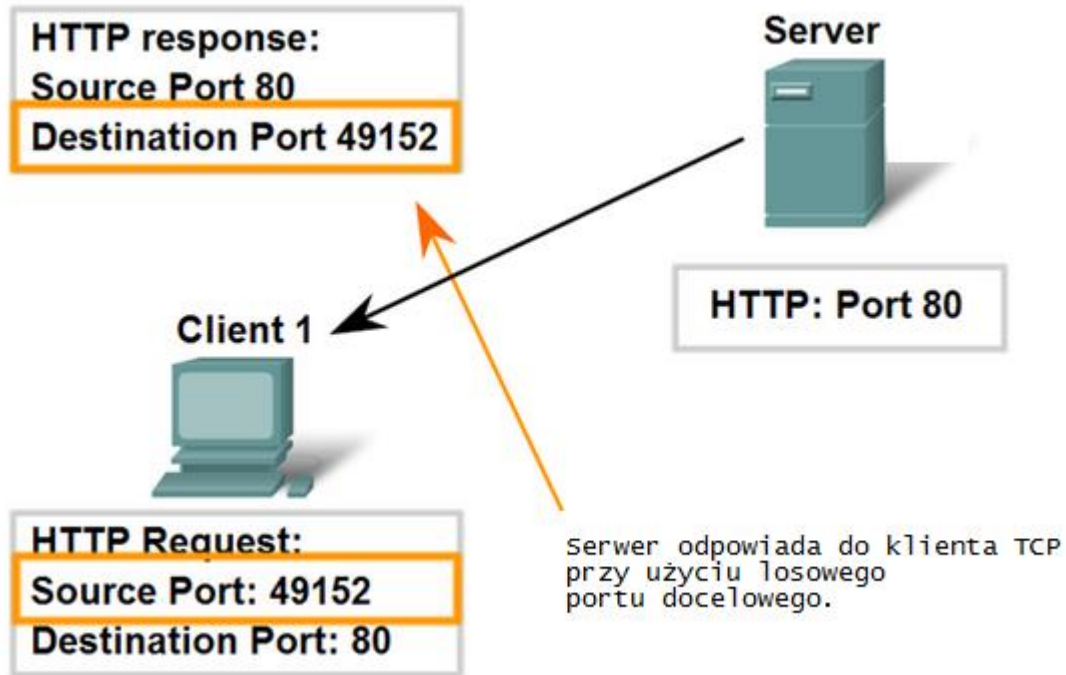 HTTP response:
Source Port 80
Destination Port 49152
Server
HTTP: Port 80
Client 1
HTTP Request:
Source Port: 49152
Destination Port: 80
Serwer odpowiada do klienta TCP
przy użyciu losowego
portu docelowego.